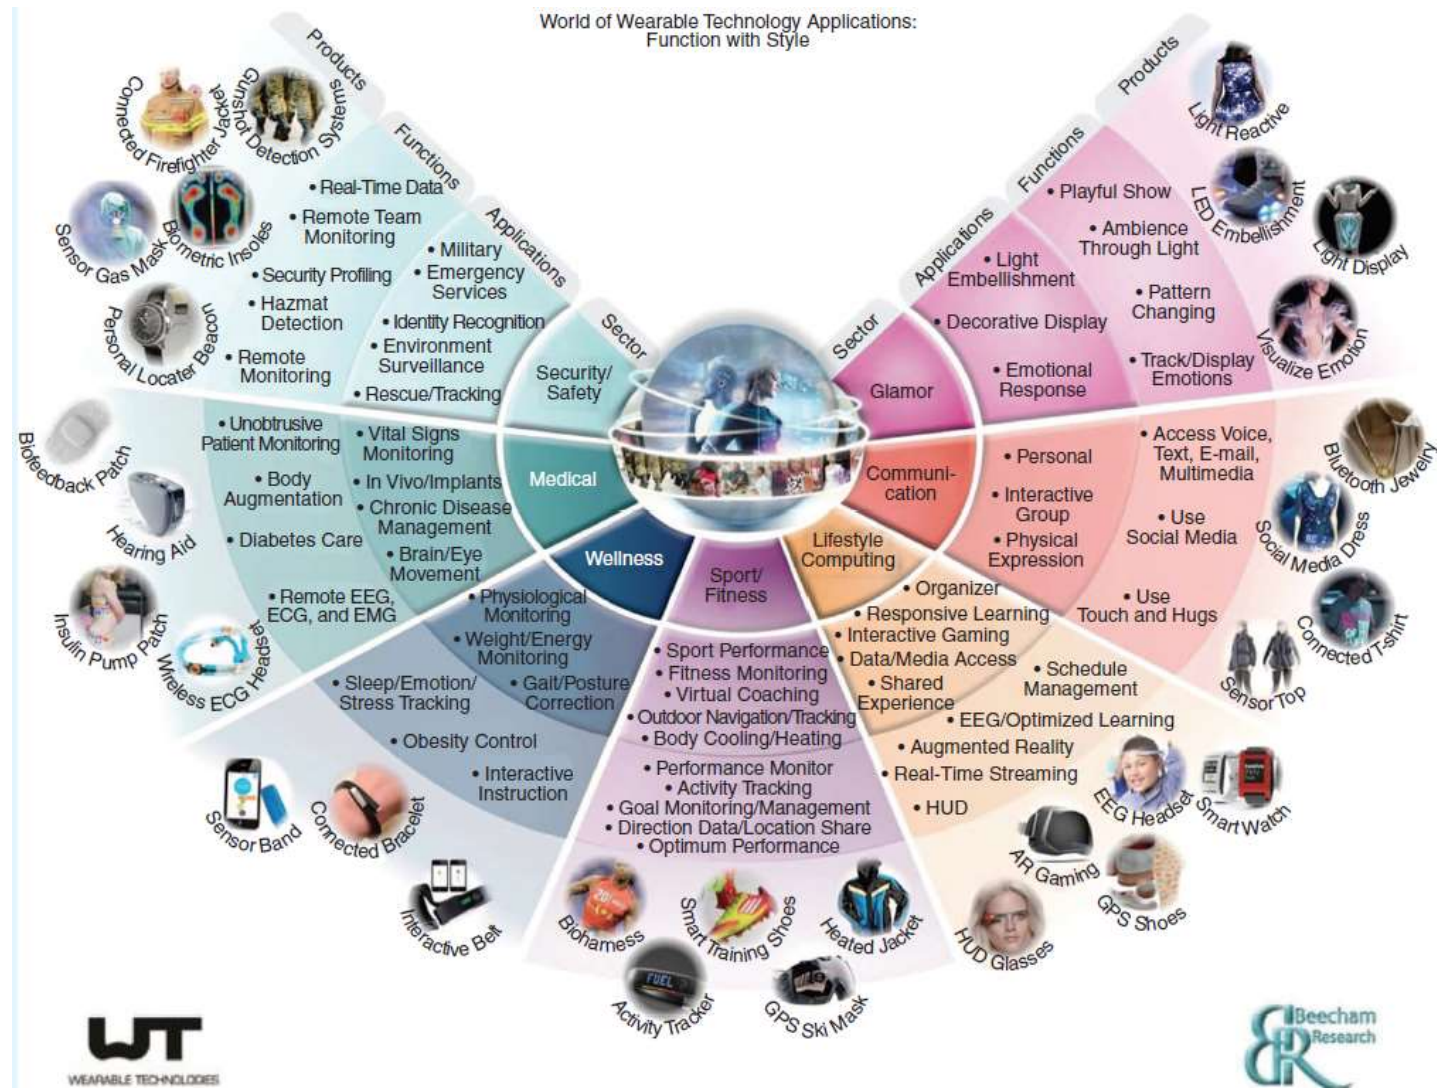 World of Wearable Technology Applications:
Function with Style
Products
Functions
Applications
Sector
Connected Firefighter Jacket
Gunshot Detection Systems
Sensor Gas Mask
Biometric Insoles
Personal Locater Beacon
• Real-Time Data
• Remote Team
Monitoring
• Security Profiling
• Hazmat
Detection
• Remote
Monitoring
• Military
• Emergency
Services
• Identity Recognition
• Environment
Surveillance
• Rescue/Tracking
Security/
Safety
Biofeedback Patch
Hearing Aid
Insulin Pump Patch
Wireless ECG Headset
• Unobtrusive
Patient Monitoring
• Body
Augmentation
• Diabetes Care
• Remote EEG,
ECG, and EMG
• Vital Signs
Monitoring
• In Vivo/Implants
• Chronic Disease
Management
• Brain/Eye
Movement
Medical
Wellness
• Physiological
Monitoring
• Weight/Energy
Monitoring
• Gait/Posture
Correction
• Sleep/Emotion/
Stress Tracking
• Obesity Control
• Interactive
Instruction
Sensor Band
Connected Bracelet
Interactive Belt
Sport/
Fitness
• Sport Performance
• Fitness Monitoring
• Virtual Coaching
• Outdoor Navigation/Tracking
• Body Cooling/Heating
• Performance Monitor
• Activity Tracking
• Goal Monitoring/Management
• Direction Data/Location Share
• Optimum Performance
Bioharness
Smart Training Shoes
Heated Jacket
Activity Tracker
FUEL
GPS Ski Mask
Lifestyle
Computing
• Organizer
• Responsive Learning
• Interactive Gaming
• Data/Media Access
• Shared
Experience
• Schedule
Management
• EEG/Optimized Learning
• Augmented Reality
• Real-Time Streaming
• HUD
EEG Headset
Smart Watch
AR Gaming
GPS Shoes
HUD Glasses
Communi-
cation
• Personal
• Interactive
Group
• Physical
Expression
• Access Voice,
Text, E-mail,
Multimedia
• Use
Social Media
• Use
Touch and Hugs
Bluetooth Jewelry
Social Media Dress
Connected T-shirt
Sensor Top
Products
Functions
Applications
Sector
Glamor
• Light
Embellishment
• Decorative Display
• Emotional
Response
• Playful Show
• Ambience
Through Light
• Pattern
Changing
• Track/Display
Emotions
Light Reactive
LED Embellishment
Light Display
Visualize Emotion
WT
WEARABLE TECHNOLOGIES
BR
Beecham
Research